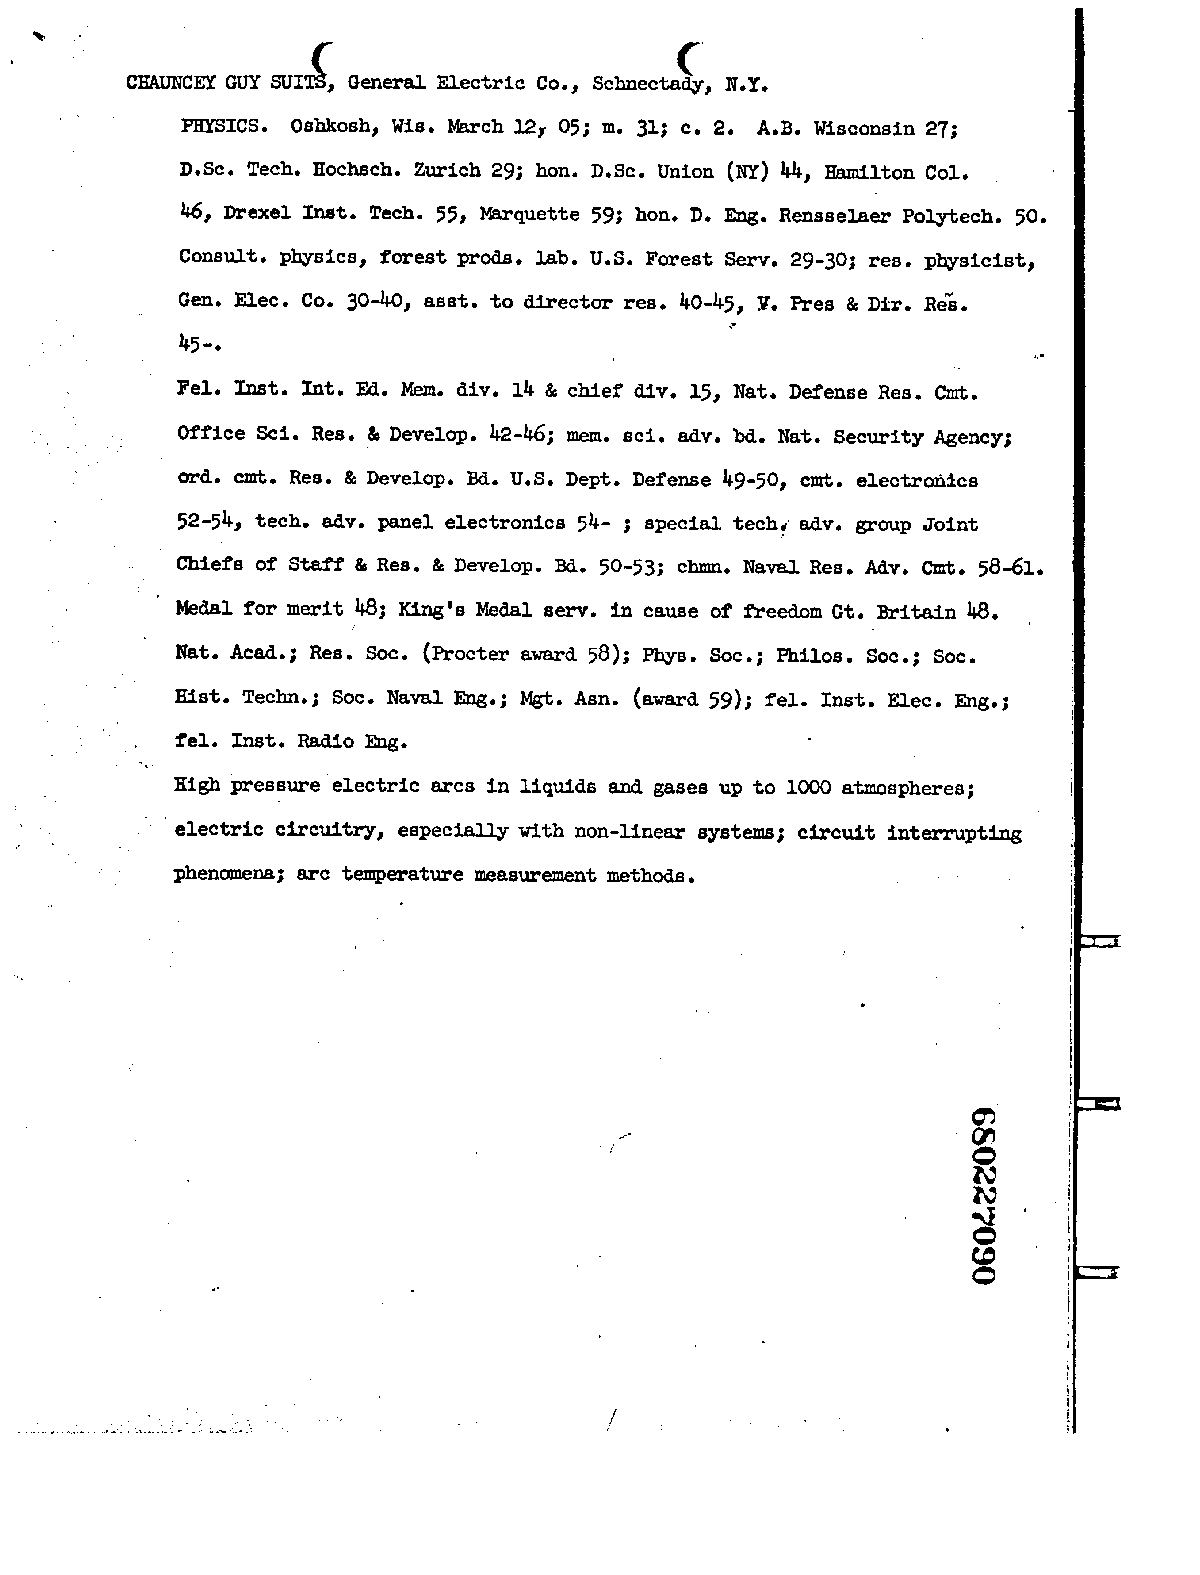 CHAUNCEY GUY SUITS, General Electric Co., Schnectady, N.Y.
PHYSICS. Oshkosh, Wis. March 12, 05; m. 31; c. 2. A.B. Wisconsin 27;
D.Sc. Tech. Hochsch. Zurich 29; hon. D.Sc. Union (NY) 44, Hamilton Col.
46, Drexel Inst. Tech. 55, Marquette 59; hon. D. Eng. Rensselaer Polytech. 50.
Consult. physics, forest prods. lab. U.S. Forest Serv. 29-30; res. physicist,
Gen. Elec. Co. 30-40, asst. to director res. 40-45, V. Pres & Dir. Res.
45-.
Fel. Inst. Int. Ed. Mem. div. 14 & chief div. 15, Nat. Defense Res. Cmt.
Office Sci. Res. & Develop. 42-46; mem. sci. adv. bd. Nat. Security Agency;
ord. cmt. Res. & Develop. Bd. U.S. Dept. Defense 49-50, cmt. electronics
52-54, tech. adv. panel electronics 54- ; special tech. adv. group Joint
Chiefs of Staff & Res. & Develop. Bd. 50-53; chmn. Naval Res. Adv. Cmt. 58-61.
Medal for merit 48; King's Medal serv. in cause of freedom Gt. Britain 48.
Nat. Acad.; Res. Soc. (Procter award 58); Phys. Soc.; Philos. Soc.; Soc.
Hist. Techn.; Soc. Naval Eng.; Mgt. Asn. (award 59); fel. Inst. Elec. Eng.;
fel. Inst. Radio Eng.
High pressure electric arcs in liquids and gases up to 1000 atmospheres;
electric circuitry, especially with non-linear systems; circuit interrupting
phenomena; arc temperature measurement methods.
680227090